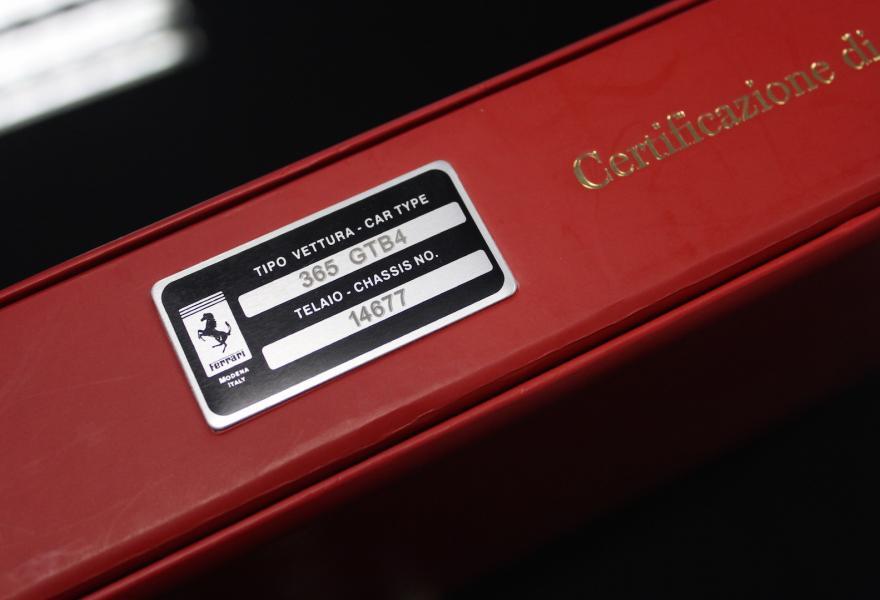 Certificazione di
TIPO VETTURA - CAR TYPE
365 GTB4
TELAIO - CHASSIS NO.
14677
Ferrari
MODENA
ITALY